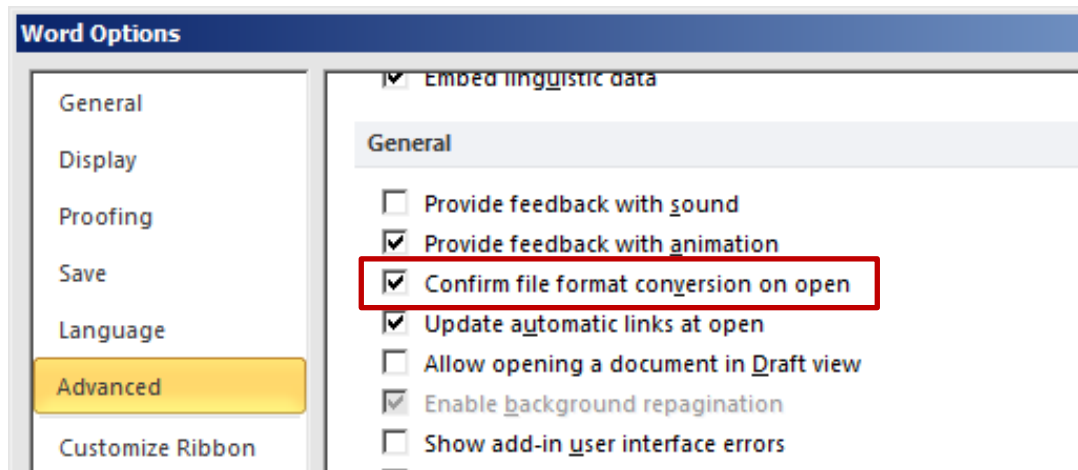 Word Options
General
Display
Proofing
Save
Language
Advanced
Customize Ribbon
Embed linguistic data
General
Provide feedback with sound
Provide feedback with animation
Confirm file format conversion on open
Update automatic links at open
Allow opening a document in Draft view
Enable background repagination
Show add-in user interface errors